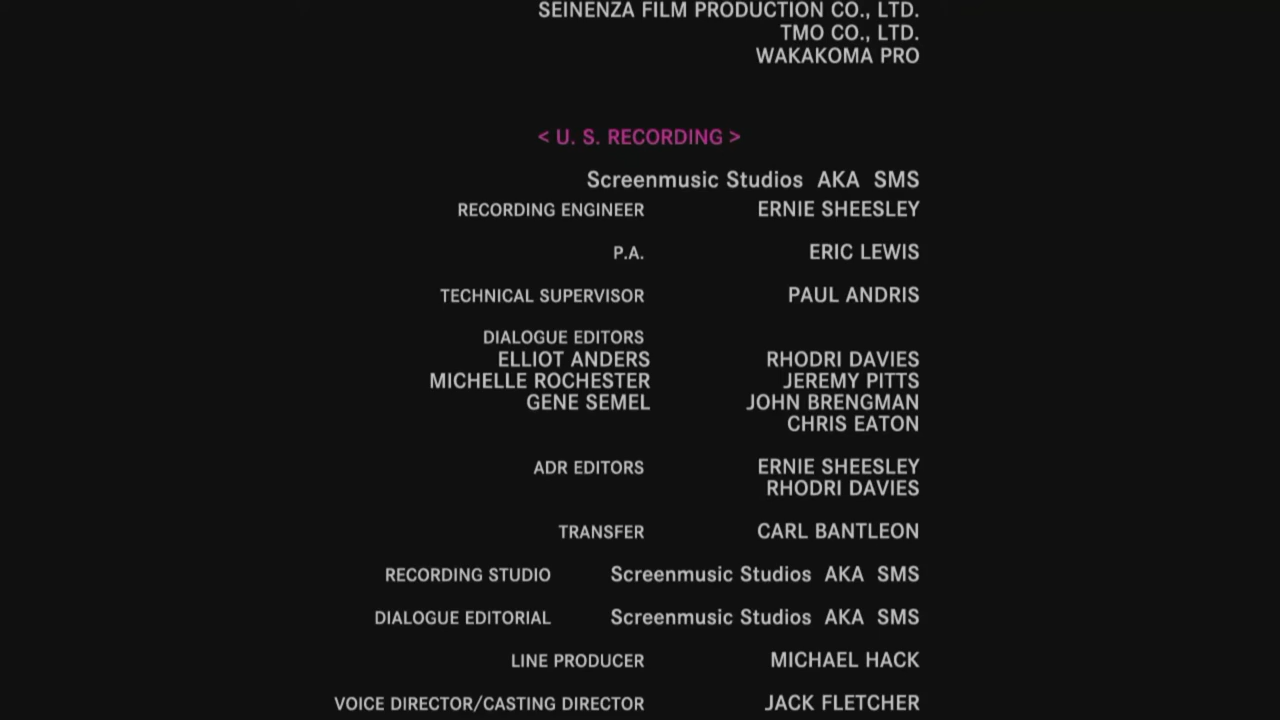 SEINENZA FILM PRODUCTION CO., LTD.
TMO CO., LTD.
WAKAKOMA PRO
< U. S. RECORDING >
Screenmusic Studios AKA SMS
RECORDING ENGINEER ERNIE SHEESLEY
P.A. ERIC LEWIS
TECHNICAL SUPERVISOR PAUL ANDRIS
DIALOGUE EDITORS
ELLIOT ANDERS RHODRI DAVIES
MICHELLE ROCHESTER JEREMY PITTS
GENE SEMEL JOHN BRENGMAN
CHRIS EATON
ADR EDITORS ERNIE SHEESLEY
RHODRI DAVIES
TRANSFER CARL BANTLEON
RECORDING STUDIO Screenmusic Studios AKA SMS
DIALOGUE EDITORIAL Screenmusic Studios AKA SMS
LINE PRODUCER MICHAEL HACK
VOICE DIRECTOR/CASTING DIRECTOR JACK FLETCHER